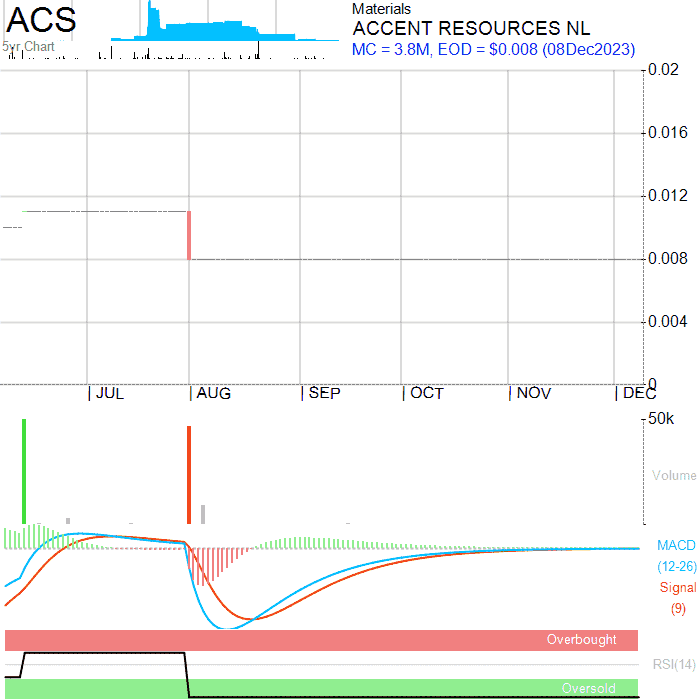 ACS
5yr Chart
Materials
ACCENT RESOURCES NL
MC = 3.8M, EOD = $0.008 (08Dec2023)
0.02
0.016
0.012
0.008
0.004
0
JUL AUG SEP OCT NOV DEC
50k
Volume
MACD
(12-26)
Signal
(9)
Overbought
RSI(14)
Oversold